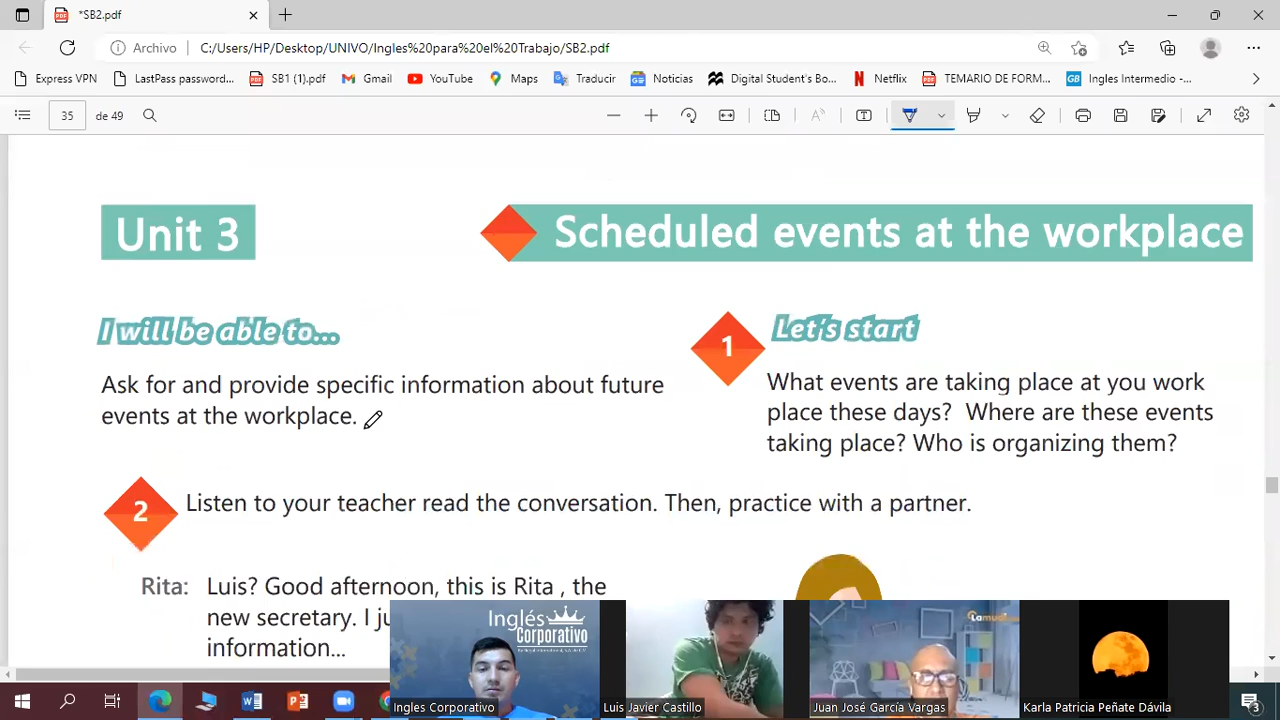 *SB2.pdf
Archivo
C:/Users/HP/Desktop/UNIVO/Ingles%20para%20el%20Trabajo/SB2.pdf
Express VPN
LastPass password...
SB1 (1).pdf
Gmail
YouTube
Maps
Traducir
Noticias
Digital Student's Bo...
Netflix
TEMARIO DE FORM...
Ingles Intermedio -...
35 de 49
Unit 3
Scheduled events at the workplace
I will be able to...
Ask for and provide specific information about future
events at the workplace.
1 Let's start
What events are taking place at you work
place these days? Where are these events
taking place? Who is organizing them?
2 Listen to your teacher read the conversation. Then, practice with a partner.
Rita: Luis? Good afternoon, this is Rita , the
new secretary. I ju
information...
Inglés
Corporativo
Ingles Corporativo
Luis Javier Castillo
Lamudi
Juan José García Vargas
Karla Patricia Peñate Dávila